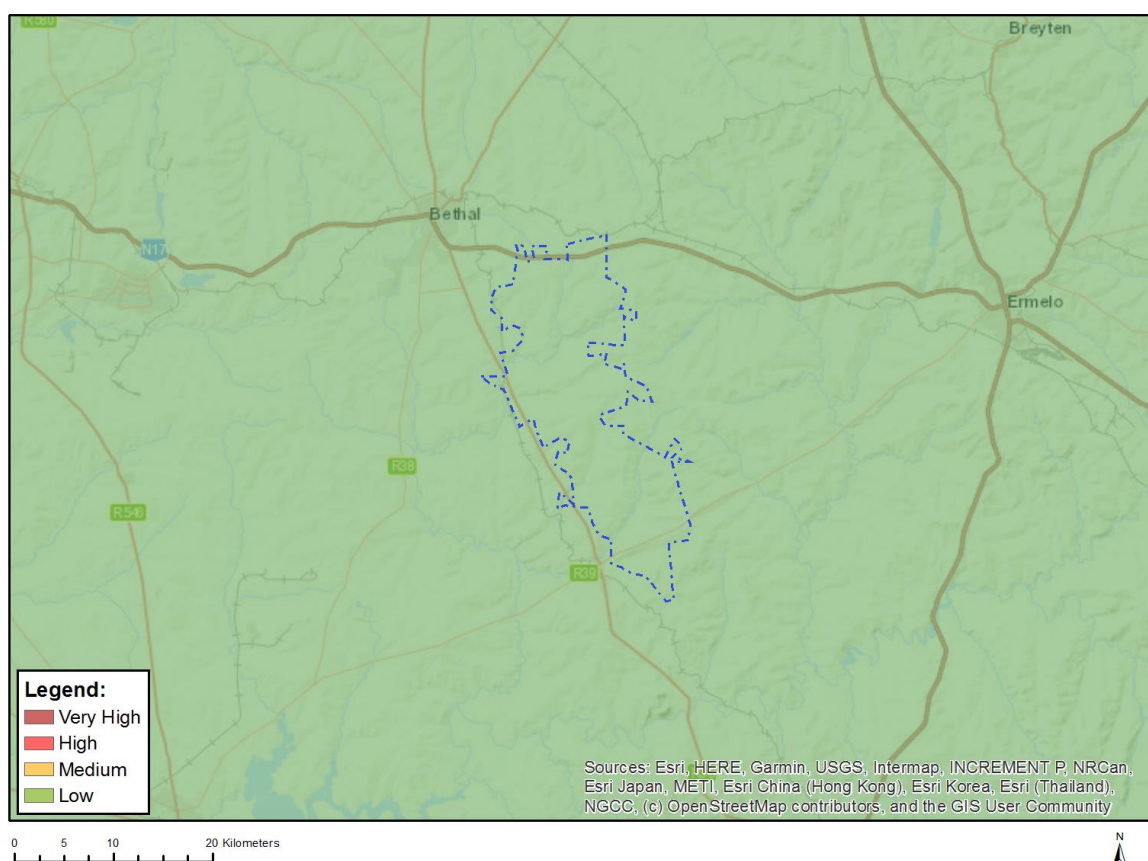 R580
Breyten
Bethal
N17
Ermelo
R38
R546
R39
Legend:
Very High
High
Medium
Low
Sources: Esri, HERE, Garmin, USGS, Intermap, INCREMENT P, NRCan,
Esri Japan, METI, Esri China (Hong Kong), Esri Korea, Esri (Thailand),
NGCC, (c) OpenStreetMap contributors, and the GIS User Community
0 5 10 20 Kilometers
N